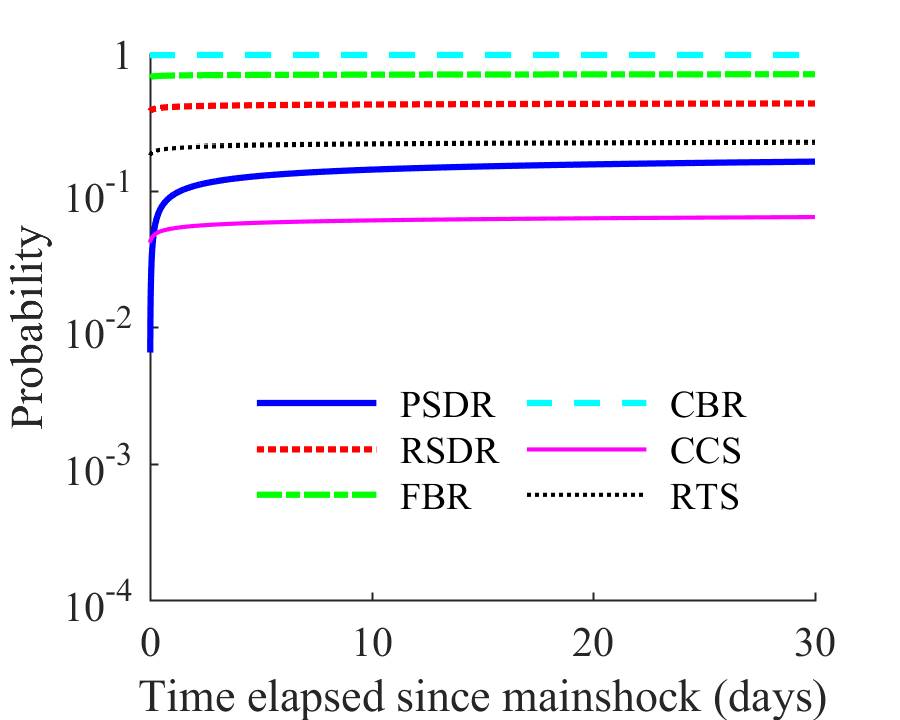 1
10-1
10-2
10-3
10-4
Probability
PSDR CBR
RSDR CCS
FBR RTS
0 10 20 30
Time elapsed since mainshock (days)